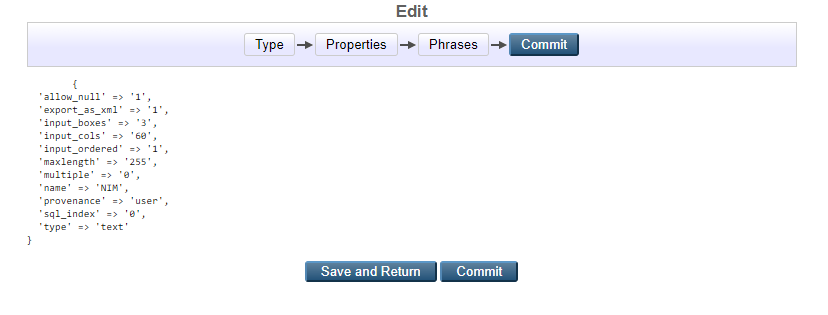 Edit
Type Properties Phrases Commit
{
'allow_null' => '1',
'export_as_xml' => '1',
'input_boxes' => '3',
'input_cols' => '60',
'input_ordered' => '1',
'maxlength' => '255',
'multiple' => '0',
'name' => 'NIM',
'provenance' => 'user',
'sql_index' => '0',
'type' => 'text'
}
Save and Return Commit